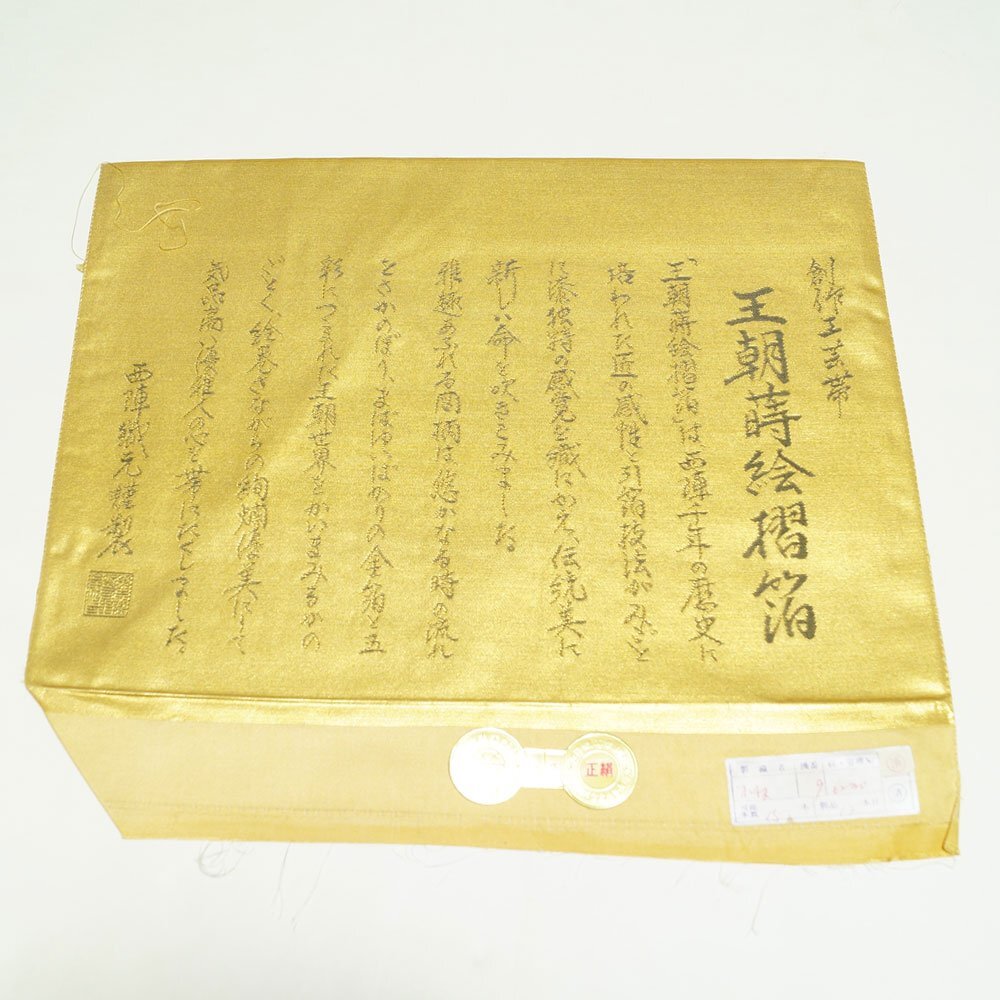 創作工芸帯
王朝蒔絵摺箔
「王朝蒔絵摺箔」は西陣千年の歴史に
培われた匠の感性と引箔技法がみごと
に添独特の感覚を織にかえ、伝統美に
新しい命を吹きこみました。
雅趣あふれる図柄は悠かなる時の流れ
をさかのぼり、まばゆいばかりの金箔と五
彩につつまれた王朝世界をかいまみるかの
ごとく絵巻さながらの絢爛優美にして
気品高い優雅人の心を帯にたくしました
西陣織元謹製
正絹